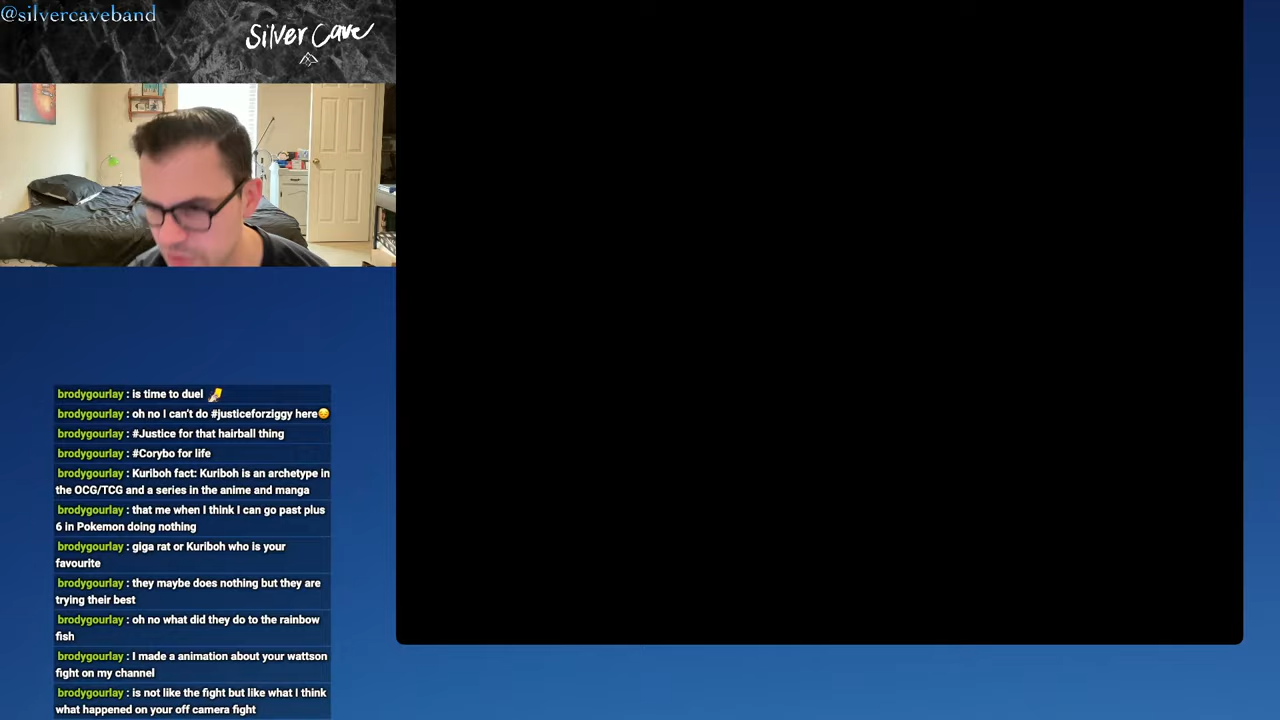 @silvercaveband
Silver Cave
brodygourlay : is time to duel
brodygourlay : oh no I can't do #justiceforziggy here😔
brodygourlay : #Justice for that hairball thing
brodygourlay : #Corybo for life
brodygourlay : Kuriboh fact: Kuriboh is an archetype in
the OCG/TCG and a series in the anime and manga
brodygourlay : that me when I think I can go past plus
6 in Pokemon doing nothing
brodygourlay : giga rat or Kuriboh who is your
favourite
brodygourlay : they maybe does nothing but they are
trying their best
brodygourlay : oh no what did they do to the rainbow
fish
brodygourlay : I made a animation about your wattson
fight on my channel
brodygourlay : is not like the fight but like what I think
what happened on your off camera fight